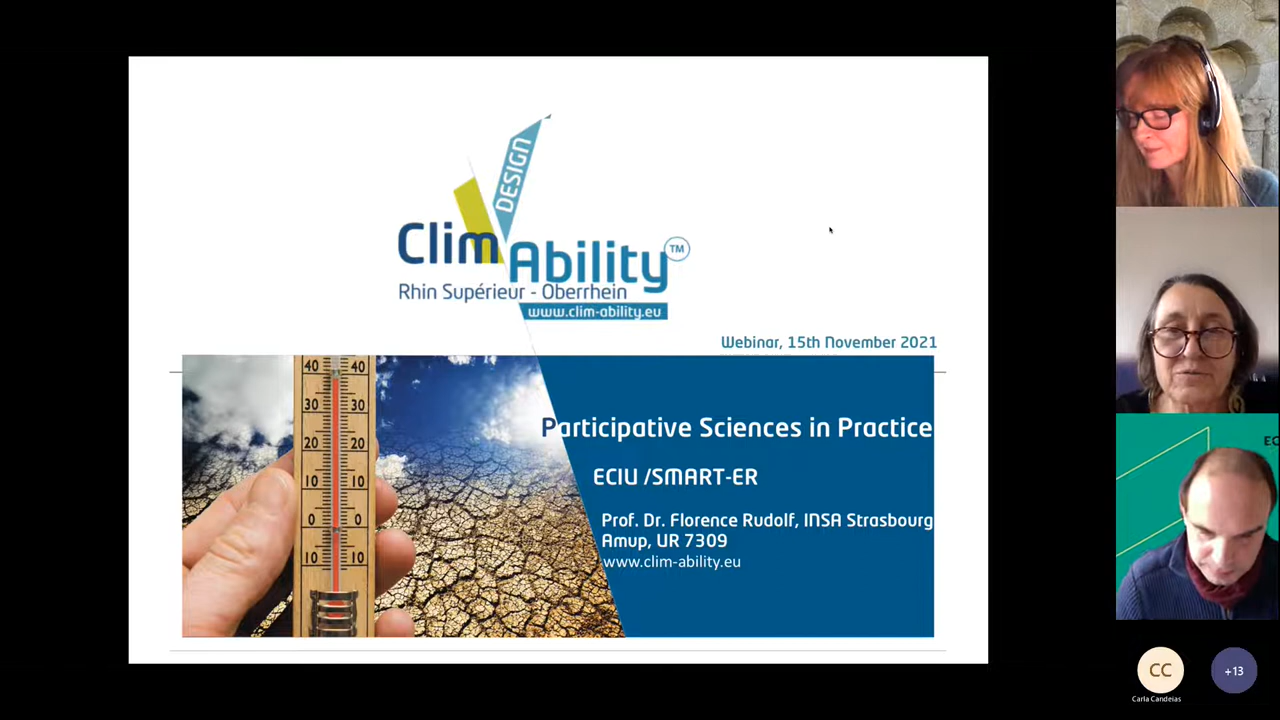 DESIGN
Clim
Ability
TM
Rhin Supérieur - Oberrhein
www.clim-ability.eu
Webinar, 15th November 2021
40 40
30 30
20 20
10 10
0 0
10 10
Participative Sciences in Practice
ECIU /SMART-ER
Prof. Dr. Florence Rudolf, INSA Strasbourg
Amup, UR 7309
www.clim-ability.eu
EC
CC
Carla Candeias
+13